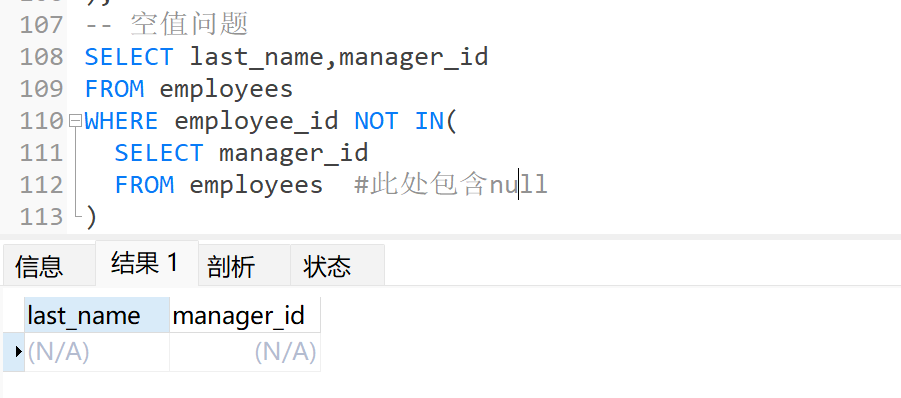 106 );
107 -- 空值问题
108 SELECT last_name,manager_id
109 FROM employees
110 WHERE employee_id NOT IN(
111 SELECT manager_id
112 FROM employees #此处包含null
113 )
信息 结果 1 剖析 状态
last_name manager_id
(N/A) (N/A)